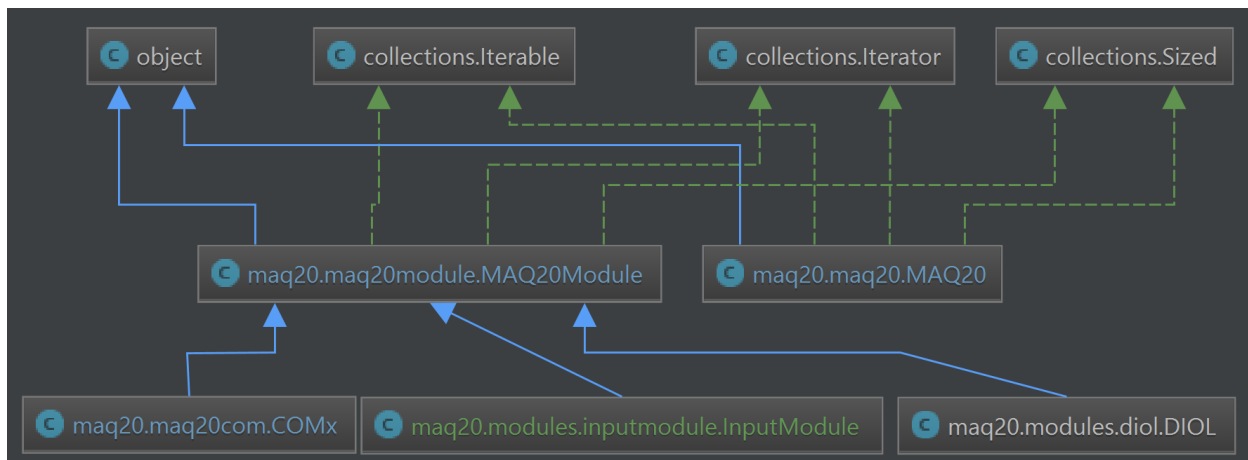 C object
C collections.Iterable
C collections.Iterator
C collections.Sized
C maq20.maq20module.MAQ20Module
C maq20.maq20.MAQ20
C maq20.maq20com.COMx
C maq20.modules.inputmodule.InputModule
C maq20.modules.diol.DIOL